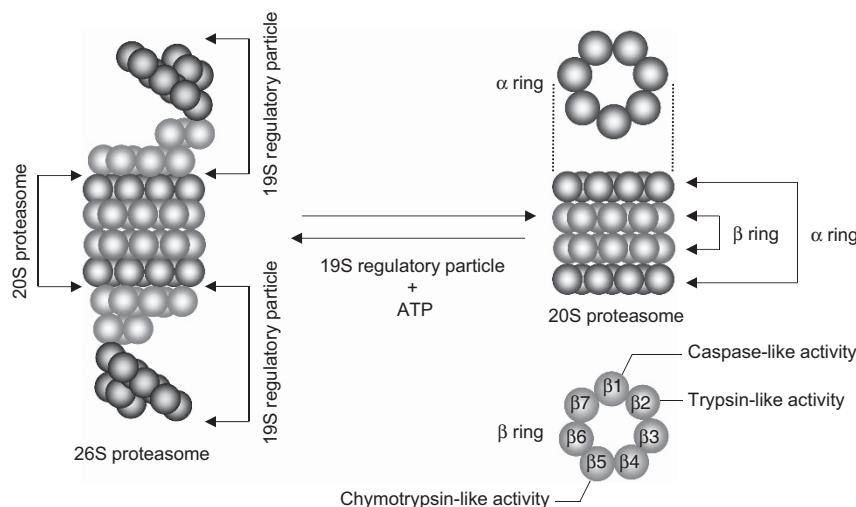 19S regulatory particle
20S proteasome
19S regulatory particle
26S proteasome
19S regulatory particle
+
ATP
α ring
β ring
α ring
20S proteasome
Caspase-like activity
β1
β7
β2
Trypsin-like activity
β ring
β6
β3
β5
β4
Chymotrypsin-like activity